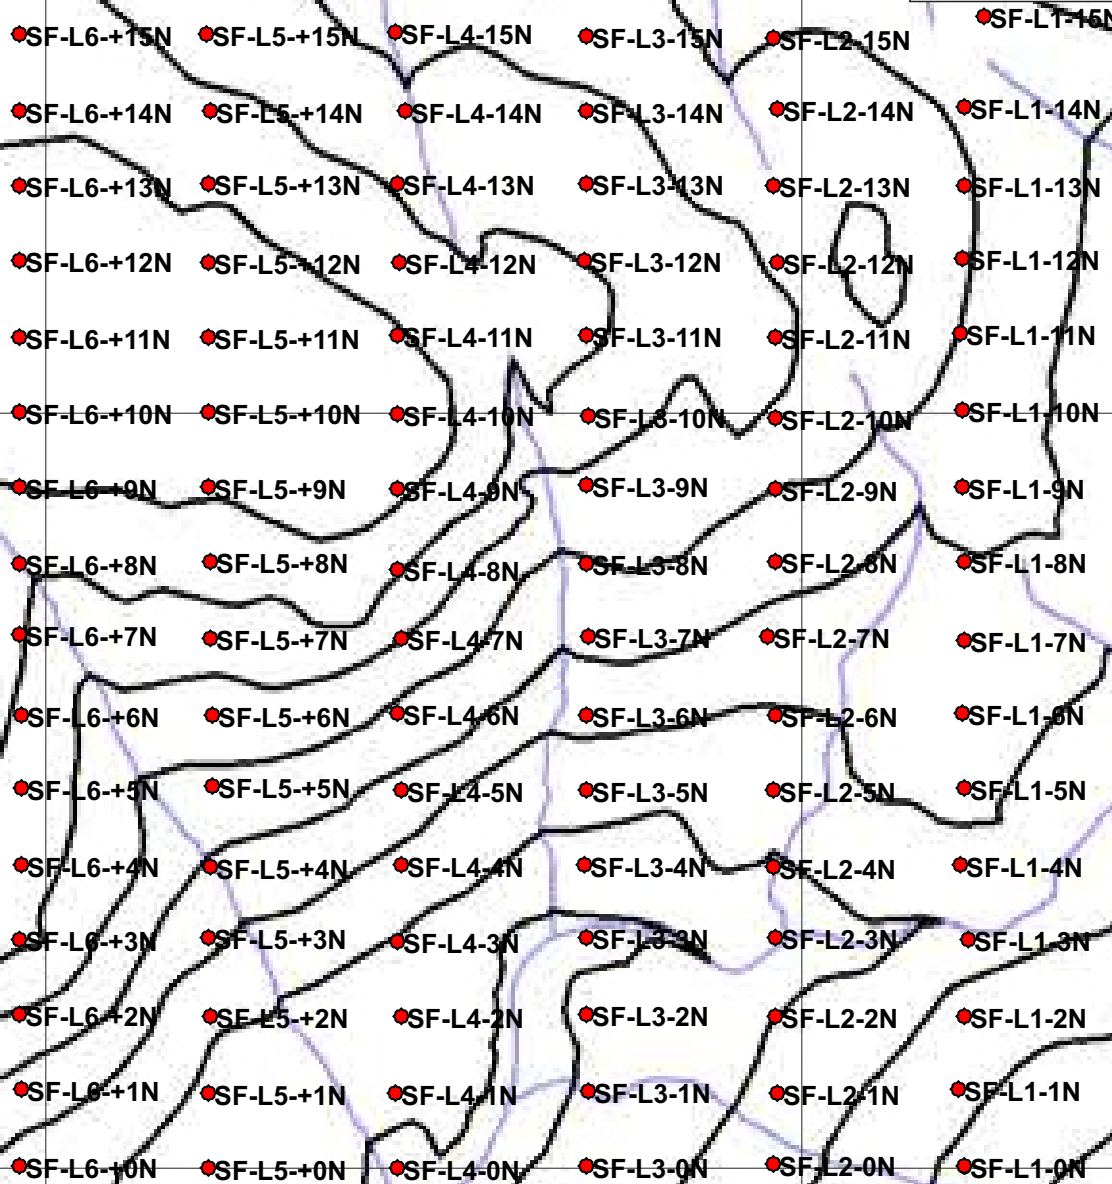 SF-L1-15N
SF-L6-+15N SF-L5-+15N SF-L4-15N SF-L3-15N SF-L2-15N
SF-L6-+14N SF-L5-+14N SF-L4-14N SF-L3-14N SF-L2-14N SF-L1-14N
SF-L6-+13N SF-L5-+13N SF-L4-13N SF-L3-13N SF-L2-13N SF-L1-13N
SF-L6-+12N SF-L5-+12N SF-L4-12N SF-L3-12N SF-L2-12N SF-L1-12N
SF-L6-+11N SF-L5-+11N SF-L4-11N SF-L3-11N SF-L2-11N SF-L1-11N
SF-L6-+10N SF-L5-+10N SF-L4-10N SF-L3-10N SF-L2-10N SF-L1-10N
SF-L6-+9N SF-L5-+9N SF-L4-9N SF-L3-9N SF-L2-9N SF-L1-9N
SF-L6-+8N SF-L5-+8N SF-L4-8N SF-L3-8N SF-L2-8N SF-L1-8N
SF-L6-+7N SF-L5-+7N SF-L4-7N SF-L3-7N SF-L2-7N SF-L1-7N
SF-L6-+6N SF-L5-+6N SF-L4-6N SF-L3-6N SF-L2-6N SF-L1-6N
SF-L6-+5N SF-L5-+5N SF-L4-5N SF-L3-5N SF-L2-5N SF-L1-5N
SF-L6-+4N SF-L5-+4N SF-L4-4N SF-L3-4N SF-L2-4N SF-L1-4N
SF-L6-+3N SF-L5-+3N SF-L4-3N SF-L3-3N SF-L2-3N SF-L1-3N
SF-L6-+2N SF-L5-+2N SF-L4-2N SF-L3-2N SF-L2-2N SF-L1-2N
SF-L6-+1N SF-L5-+1N SF-L4-1N SF-L3-1N SF-L2-1N SF-L1-1N
SF-L6-+0N SF-L5-+0N SF-L4-0N SF-L3-0N SF-L2-0N SF-L1-0N